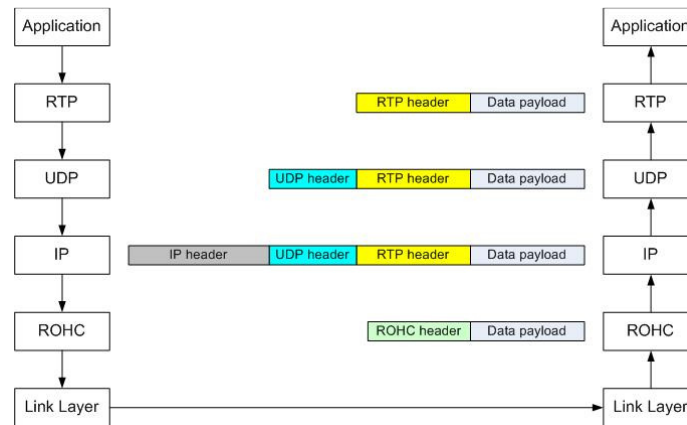 Application Application
RTP RTP header Data payload RTP
UDP UDP header RTP header Data payload UDP
IP IP header UDP header RTP header Data payload IP
ROHC ROHC header Data payload ROHC
Link Layer Link Layer